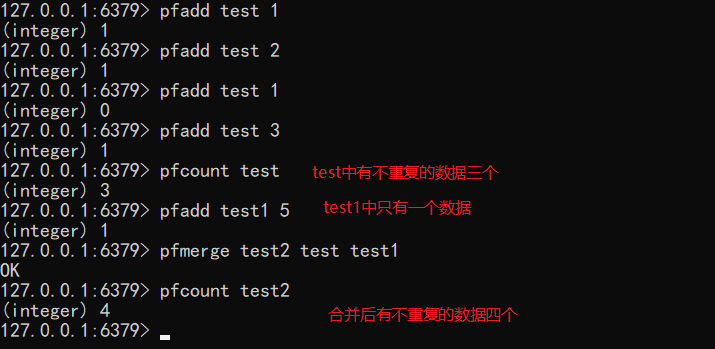 127.0.0.1:6379> pfadd test 1
(integer) 1
127.0.0.1:6379> pfadd test 2
(integer) 1
127.0.0.1:6379> pfadd test 1
(integer) 0
127.0.0.1:6379> pfadd test 3
(integer) 1
127.0.0.1:6379> pfcount test test中有不重复的数据三个
(integer) 3
127.0.0.1:6379> pfadd test1 5 test1中只有一个数据
(integer) 1
127.0.0.1:6379> pfmerge test2 test test1
OK
127.0.0.1:6379> pfcount test2
(integer) 4 合并后有不重复的数据四个
127.0.0.1:6379>